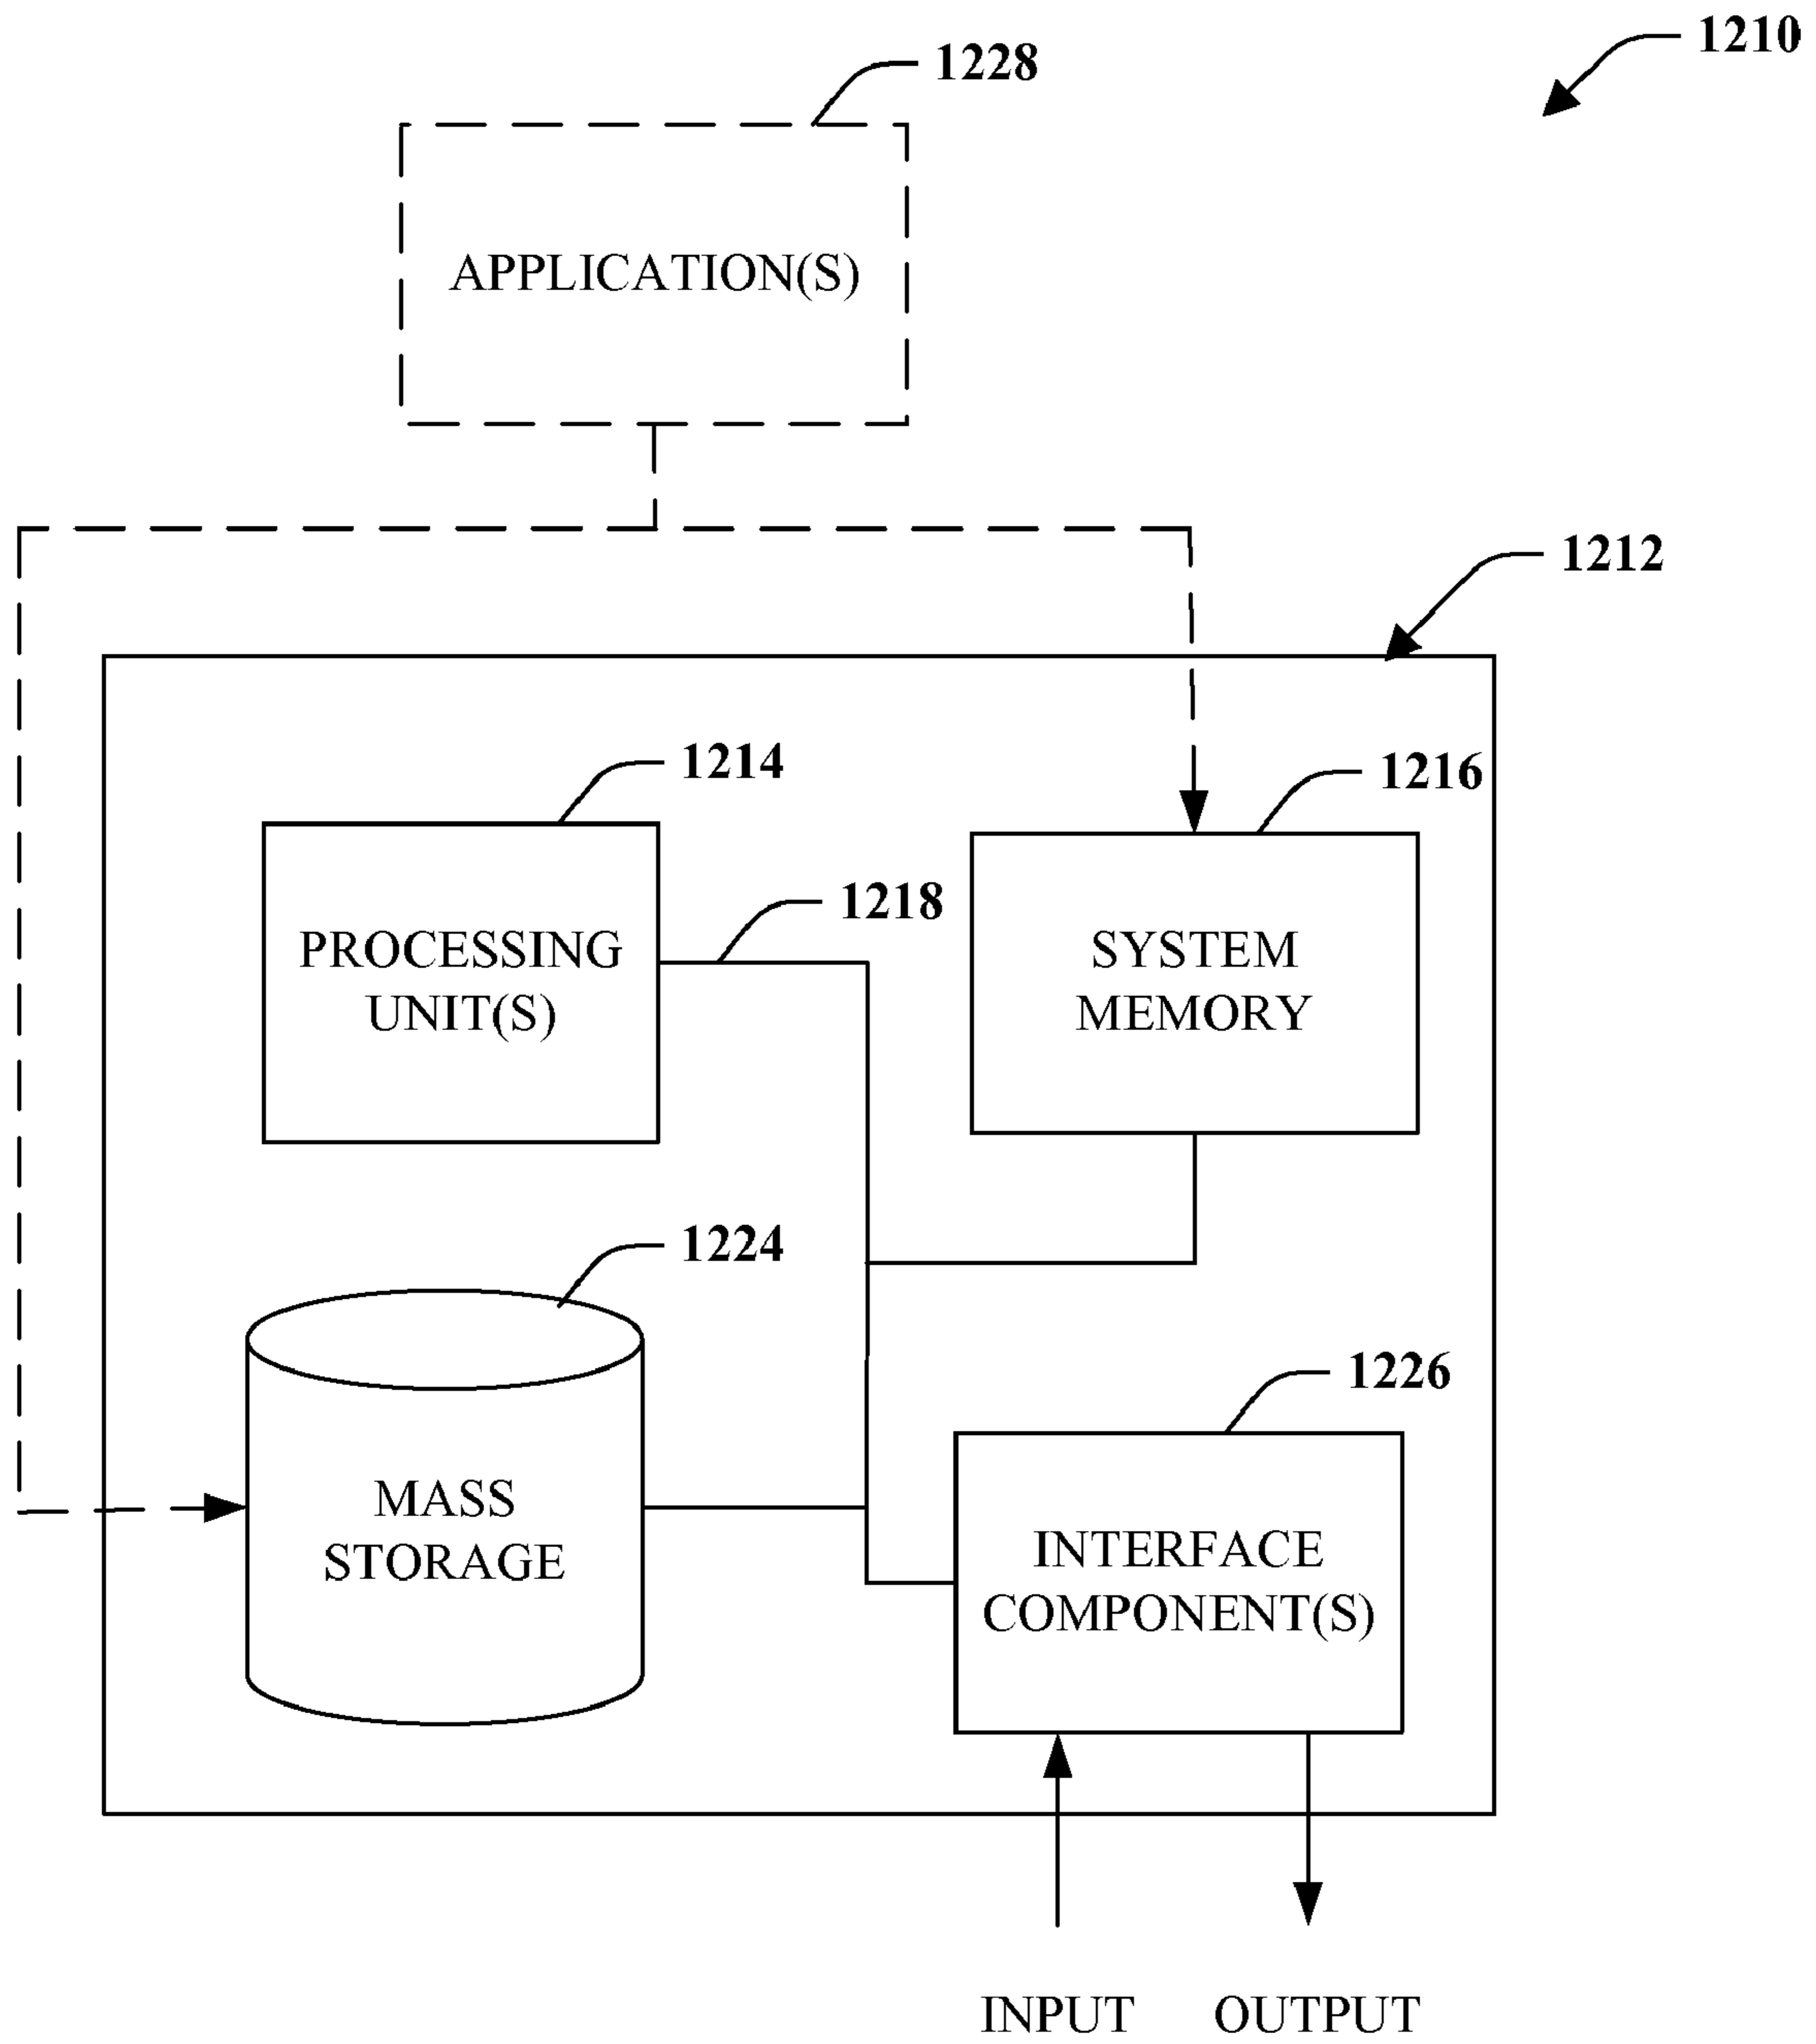 1210
1228
APPLICATION(S)
1212
1214
1216
1218
PROCESSING
UNIT(S)
SYSTEM
MEMORY
1224
1226
MASS
STORAGE
INTERFACE
COMPONENT(S)
INPUT
OUTPUT